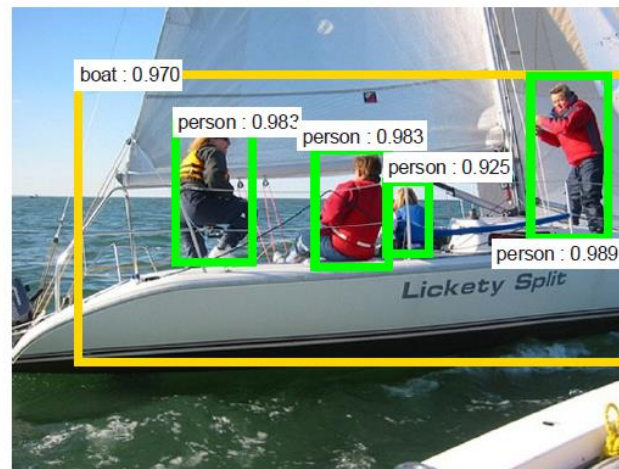 boat : 0.970
person : 0.983
person : 0.983
person : 0.925
person : 0.989
Lickety Split